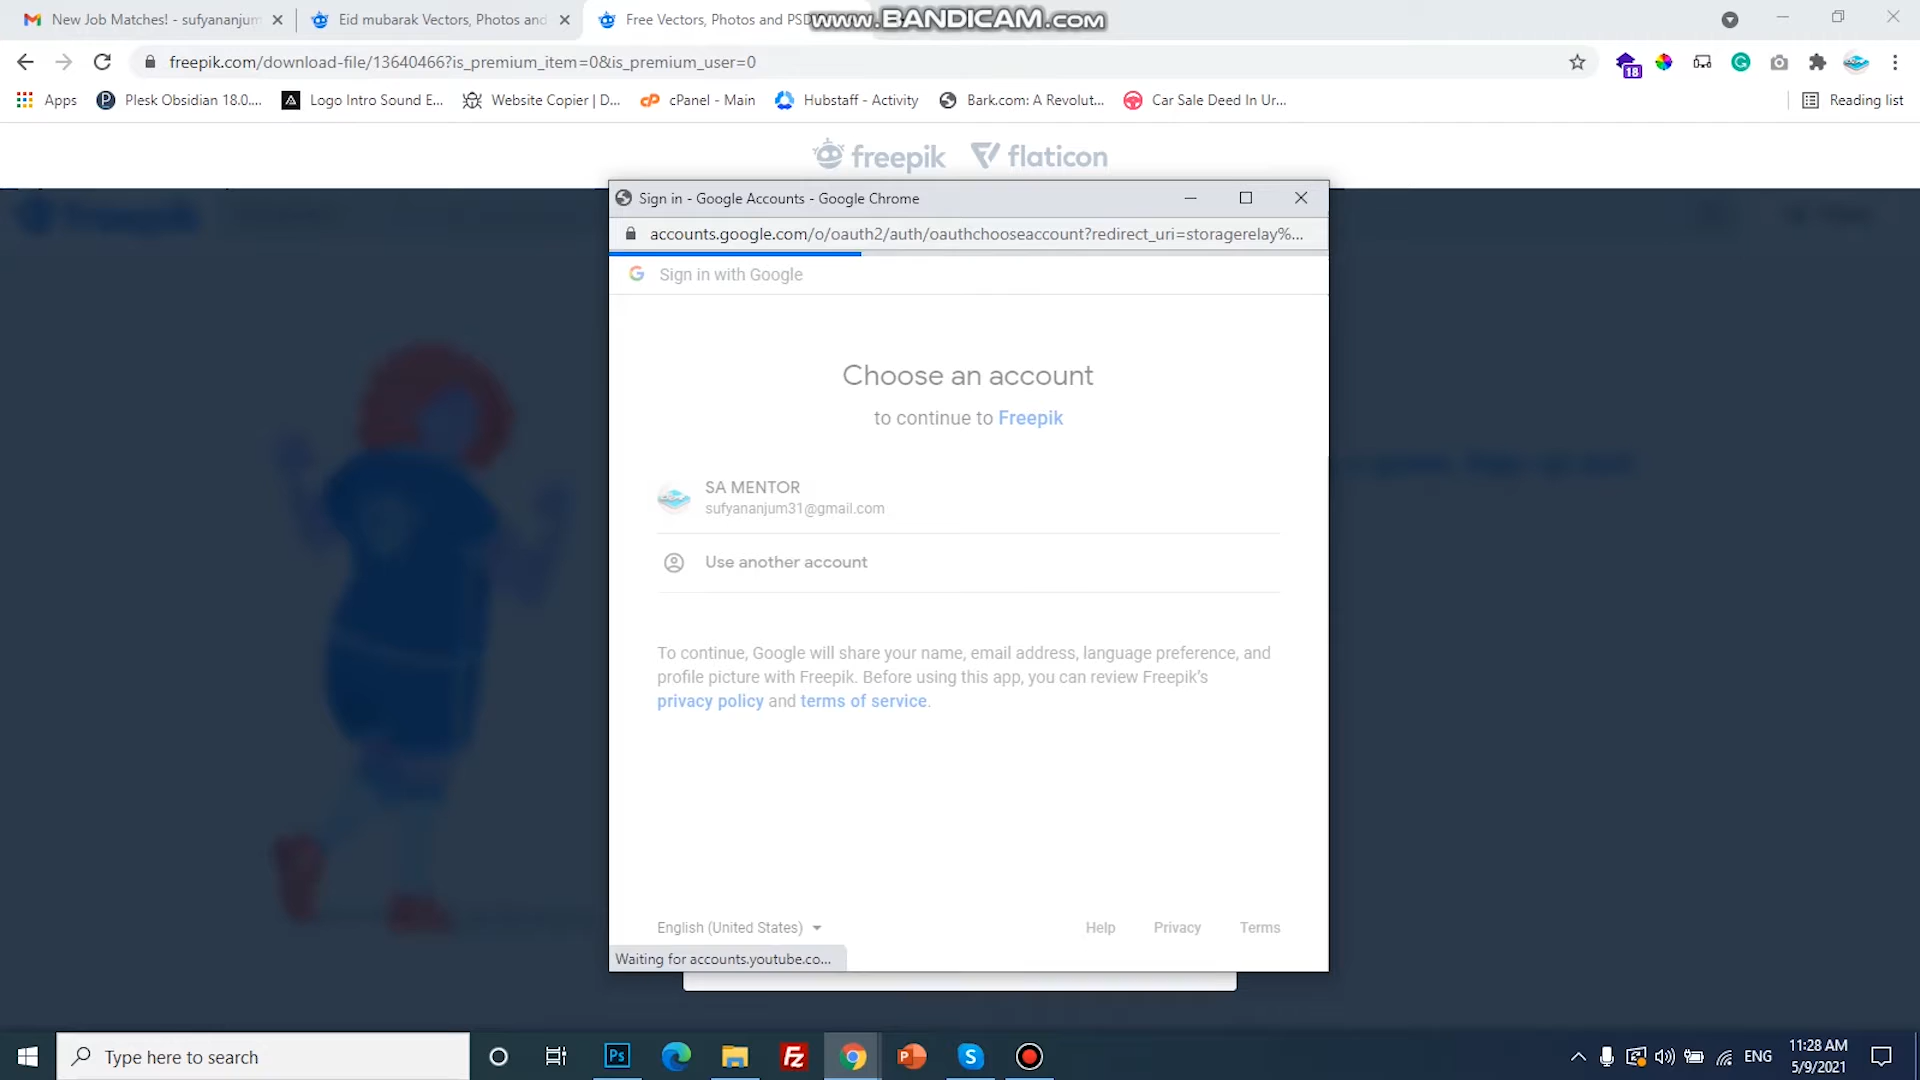 New Job Matches! - sufyananjum
Eid mubarak Vectors, Photos and
Free Vectors, Photos and PSD
www.BANDICAM.com
freepik.com/download-file/13640466?is_premium_item=0&is_premium_user=0
18
Apps
Plesk Obsidian 18.0....
Logo Intro Sound E...
Website Copier | D...
cPanel - Main
Hubstaff - Activity
Bark.com: A Revolut...
Car Sale Deed In Ur...
Reading list
freepik
flaticon
Sign in - Google Accounts - Google Chrome
accounts.google.com/o/oauth2/auth/oauthchooseaccount?redirect_uri=storagerelay%...
Sign in with Google
Choose an account
to continue to Freepik
SA MENTOR
sufyananjum31@gmail.com
Use another account
To continue, Google will share your name, email address, language preference, and
profile picture with Freepik. Before using this app, you can review Freepik's
privacy policy and terms of service.
English (United States)
Help
Privacy
Terms
Waiting for accounts.youtube.co...
Type here to search
ENG
11:28 AM
5/9/2021